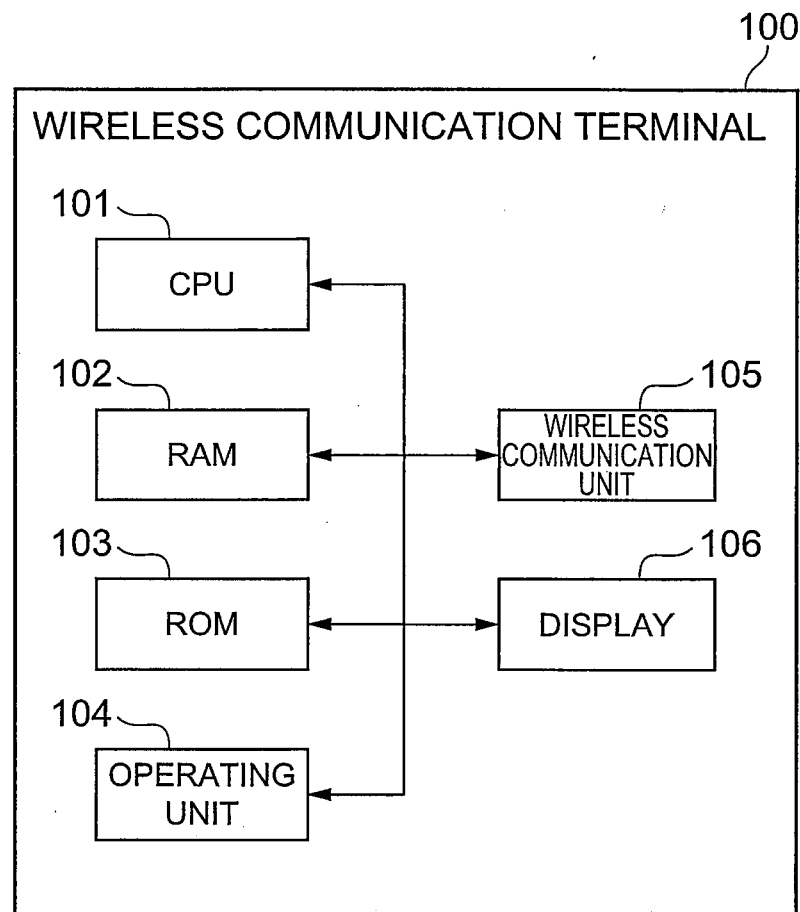 100
WIRELESS COMMUNICATION TERMINAL
101
CPU
102
RAM
105
WIRELESS
COMMUNICATION
UNIT
103
ROM
106
DISPLAY
104
OPERATING
UNIT